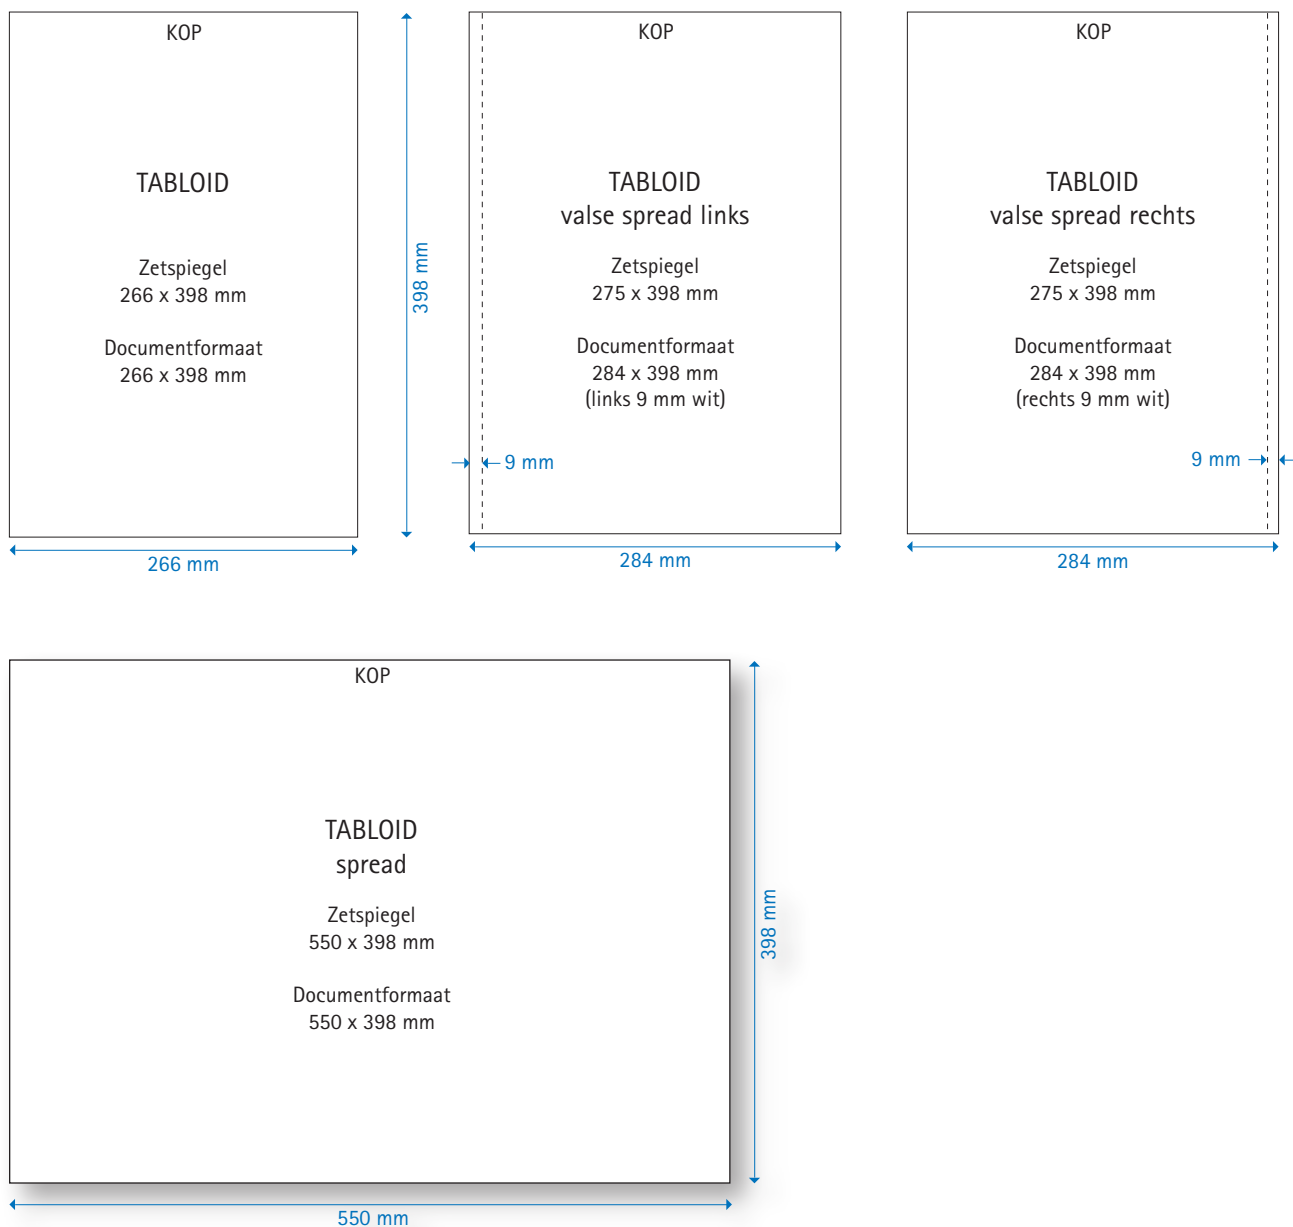 KOP
TABLOID
Zetspiegel
266 x 398 mm
Documentformaat
266 x 398 mm
266 mm
398 mm
KOP
TABLOID
valse spread links
Zetspiegel
275 x 398 mm
Documentformaat
284 x 398 mm
(links 9 mm wit)
9 mm
284 mm
KOP
TABLOID
valse spread rechts
Zetspiegel
275 x 398 mm
Documentformaat
284 x 398 mm
(rechts 9 mm wit)
9 mm
284 mm
KOP
TABLOID
spread
Zetspiegel
550 x 398 mm
Documentformaat
550 x 398 mm
398 mm
550 mm